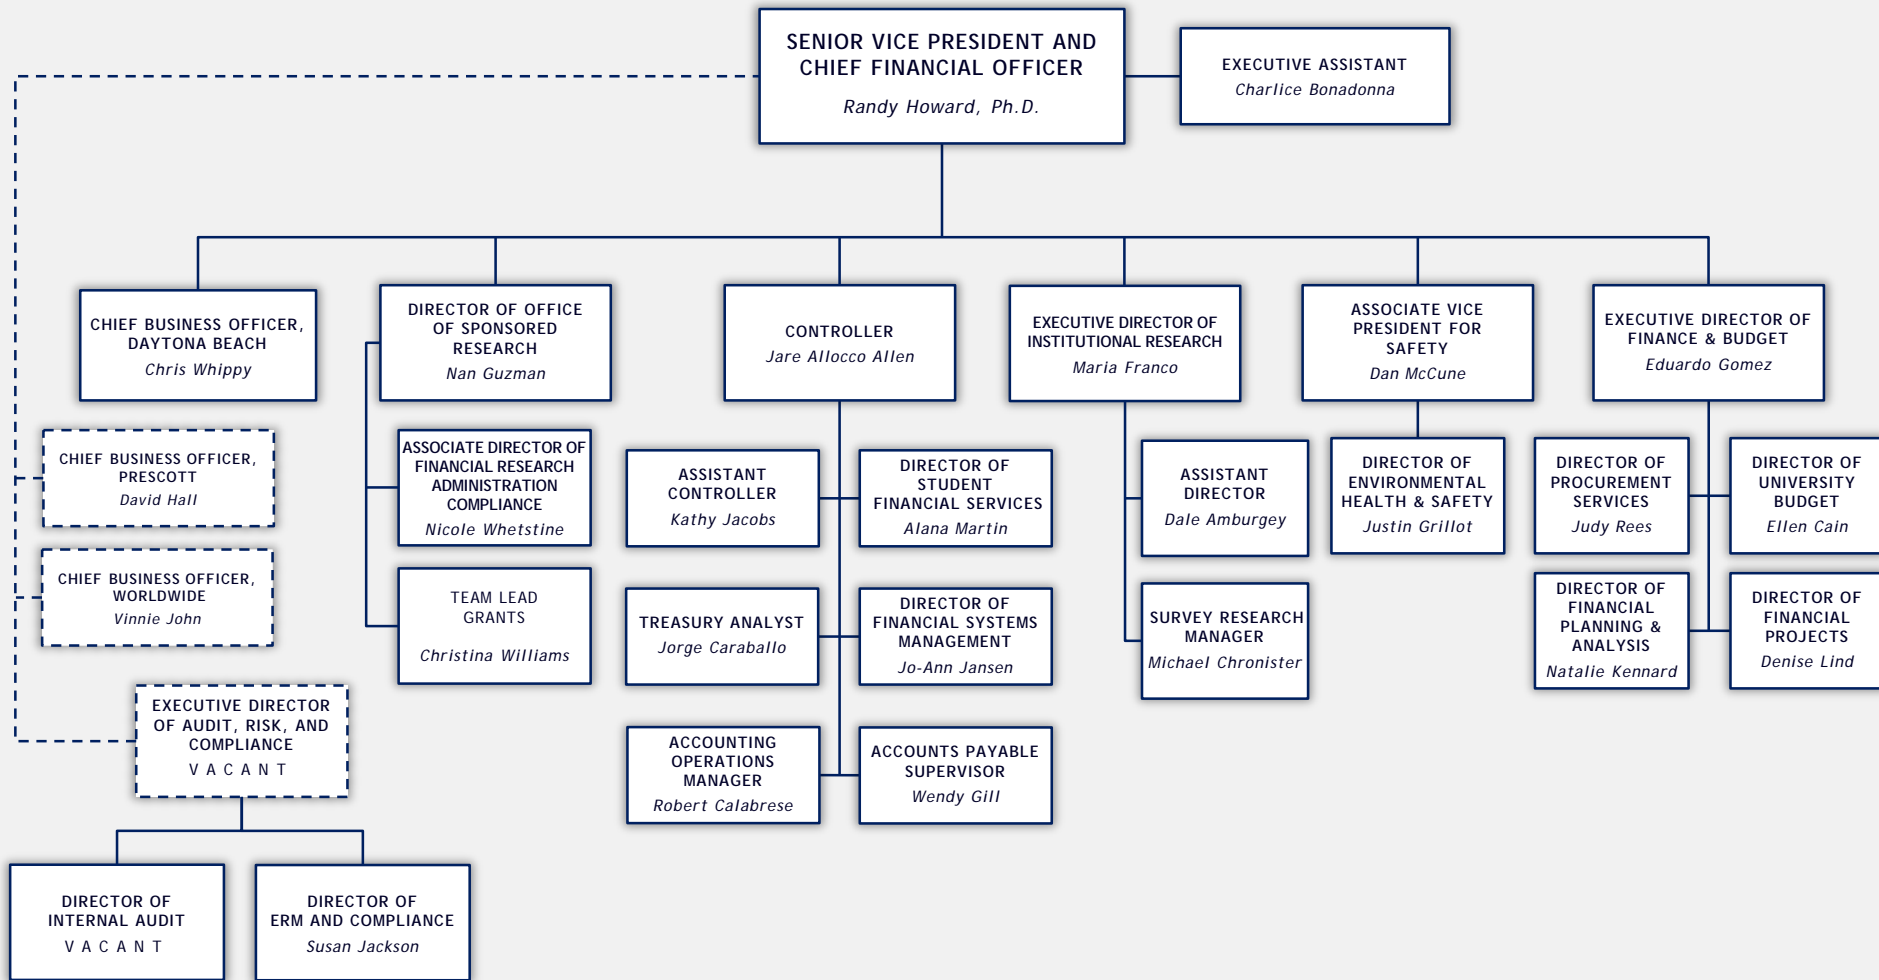 SENIOR VICE PRESIDENT AND
CHIEF FINANCIAL OFFICER
Randy Howard, Ph.D.
EXECUTIVE ASSISTANT
Charlice Bonadonna
CHIEF BUSINESS OFFICER,
DAYTONA BEACH
Chris Whippy
DIRECTOR OF OFFICE
OF SPONSORED
RESEARCH
Nan Guzman
CONTROLLER
Jare Allocco Allen
EXECUTIVE DIRECTOR OF
INSTITUTIONAL RESEARCH
Maria Franco
ASSOCIATE VICE
PRESIDENT FOR
SAFETY
Dan McCune
EXECUTIVE DIRECTOR OF
FINANCE & BUDGET
Eduardo Gomez
CHIEF BUSINESS OFFICER,
PRESCOTT
David Hall
CHIEF BUSINESS OFFICER,
WORLDWIDE
Vinnie John
EXECUTIVE DIRECTOR
OF AUDIT, RISK, AND
COMPLIANCE
VACANT
DIRECTOR OF
INTERNAL AUDIT
VACANT
DIRECTOR OF
ERM AND COMPLIANCE
Susan Jackson
ASSOCIATE DIRECTOR OF
FINANCIAL RESEARCH
ADMINISTRATION
COMPLIANCE
Nicole Whetstine
TEAM LEAD
GRANTS
Christina Williams
ASSISTANT
CONTROLLER
Kathy Jacobs
DIRECTOR OF
STUDENT
FINANCIAL SERVICES
Alana Martin
TREASURY ANALYST
Jorge Caraballo
DIRECTOR OF
FINANCIAL SYSTEMS
MANAGEMENT
Jo-Ann Jansen
ACCOUNTING
OPERATIONS
MANAGER
Robert Calabrese
ACCOUNTS PAYABLE
SUPERVISOR
Wendy Gill
ASSISTANT
DIRECTOR
Dale Amburgey
SURVEY RESEARCH
MANAGER
Michael Chronister
DIRECTOR OF
ENVIRONMENTAL
HEALTH & SAFETY
Justin Grillot
DIRECTOR OF
PROCUREMENT
SERVICES
Judy Rees
DIRECTOR OF
UNIVERSITY
BUDGET
Ellen Cain
DIRECTOR OF
FINANCIAL
PLANNING &
ANALYSIS
Natalie Kennard
DIRECTOR OF
FINANCIAL
PROJECTS
Denise Lind